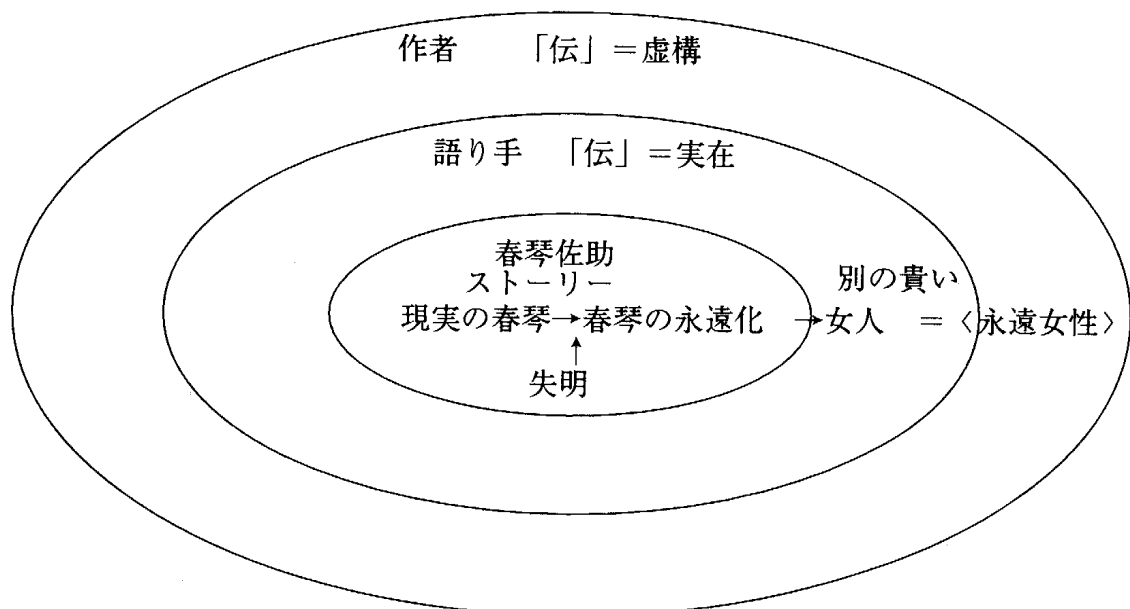 作者　　「伝」＝虚構
語り手　「伝」＝実在
春琴佐助
ストーリー
現実の春琴→春琴の永遠化
↑
失明
別の貴い
→女人　＝〈永遠女性〉